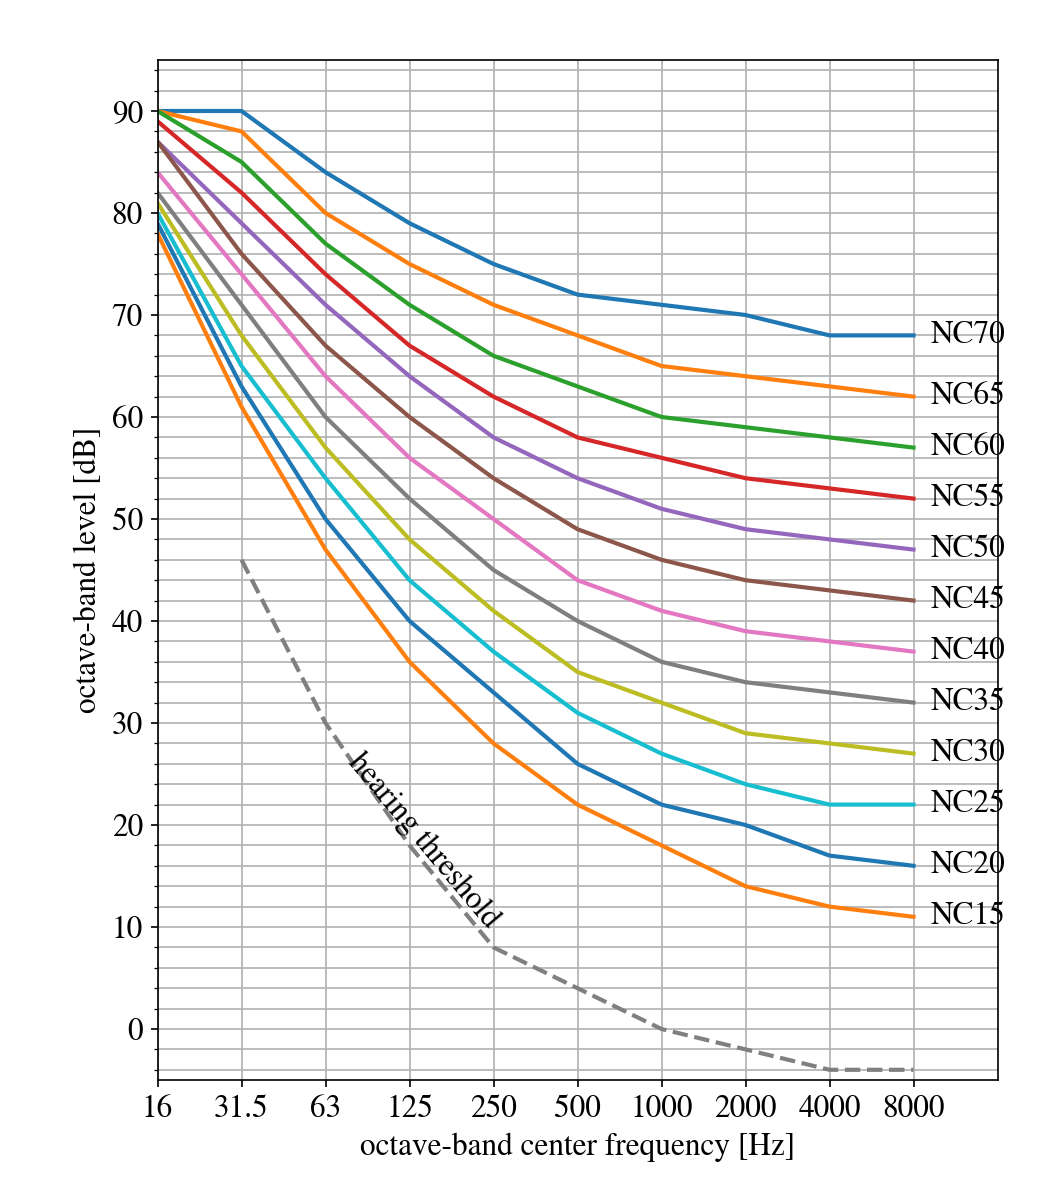 90
80
70
60
50
40
30
20
10
0
octave-band level [dB]
NC70
NC65
NC60
NC55
NC50
NC45
NC40
NC35
NC30
NC25
NC20
NC15
hearing threshold
16 31.5 63 125 250 500 1000 2000 4000 8000
octave-band center frequency [Hz]